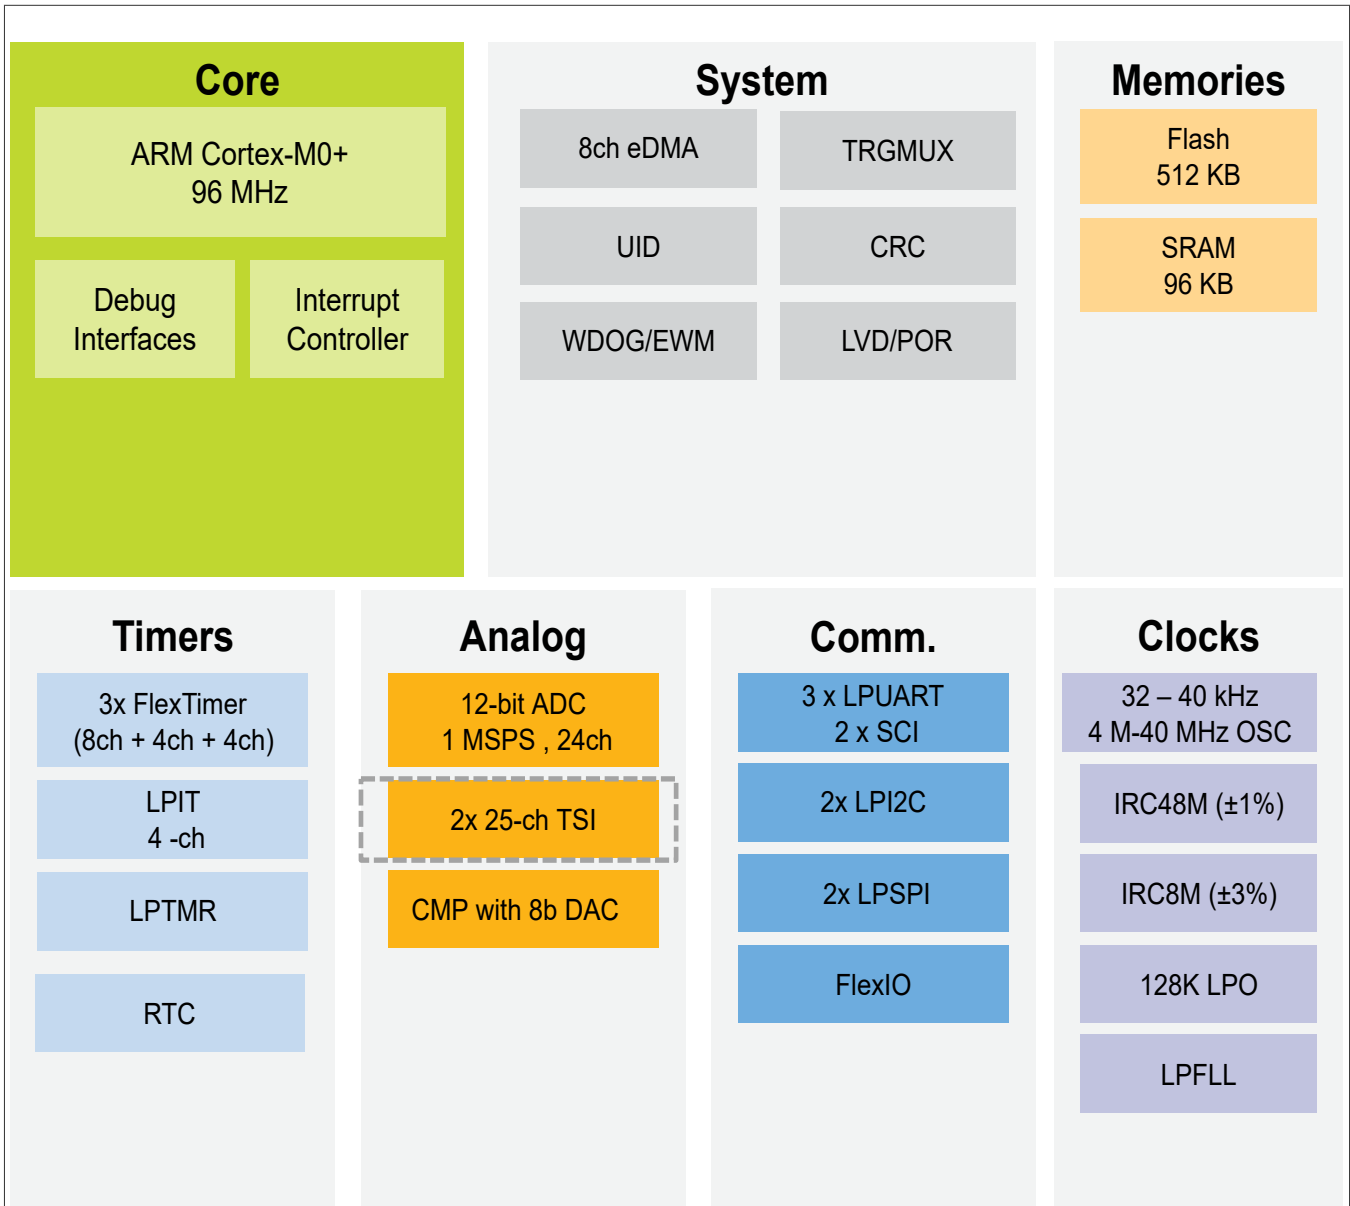 Core
ARM Cortex-M0+
96 MHz
Debug
Interfaces
Interrupt
Controller
System
8ch eDMA
TRGMUX
UID
CRC
WDOG/EWM
LVD/POR
Memories
Flash
512 KB
SRAM
96 KB
Timers
3x FlexTimer
(8ch + 4ch + 4ch)
LPIT
4 -ch
LPTMR
RTC
Analog
12-bit ADC
1 MSPS , 24ch
2x 25-ch TSI
CMP with 8b DAC
Comm.
3 x LPUART
2 x SCI
2x LPI2C
2x LPSPI
FlexIO
Clocks
32 – 40 kHz
4 M-40 MHz OSC
IRC48M (±1%)
IRC8M (±3%)
128K LPO
LPFLL